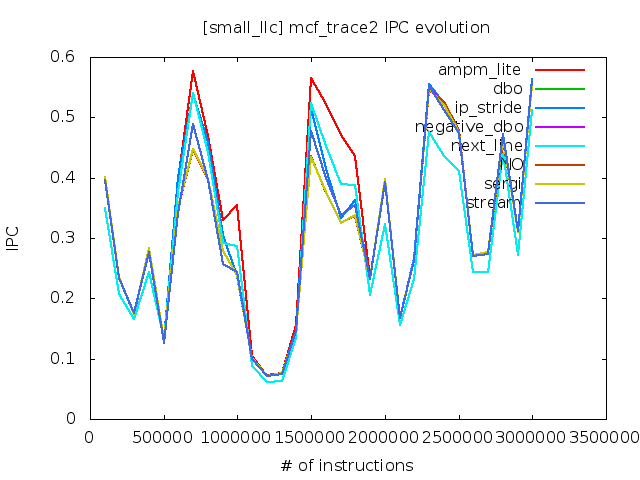 [small_llc] mcf_trace2 IPC evolution
ampm_lite
dbo
ip_stride
negative_dbo
next_line
NO
sergi
stream
IPC
0.6
0.5
0.4
0.3
0.2
0.1
0
0 500000 1000000 1500000 2000000 2500000 3000000 3500000
# of instructions